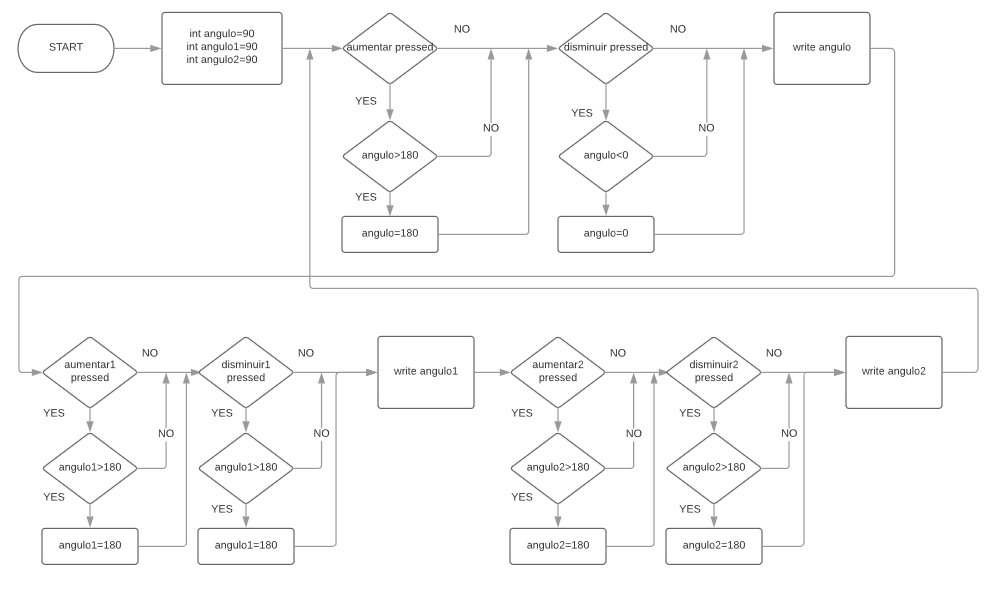 START
int angulo=90
int angulo1=90
int angulo2=90
aumentar pressed
NO
YES
angulo>180
NO
YES
angulo=180
disminuir pressed
NO
YES
angulo<0
NO
angulo=0
write angulo
aumentar1
pressed
NO
YES
angulo1>180
NO
YES
angulo1=180
disminuir1
pressed
NO
YES
angulo1>180
NO
YES
angulo1=180
write angulo1
aumentar2
pressed
NO
YES
angulo2>180
NO
YES
angulo2=180
disminuir2
pressed
NO
YES
angulo2>180
NO
YES
angulo2=180
write angulo2